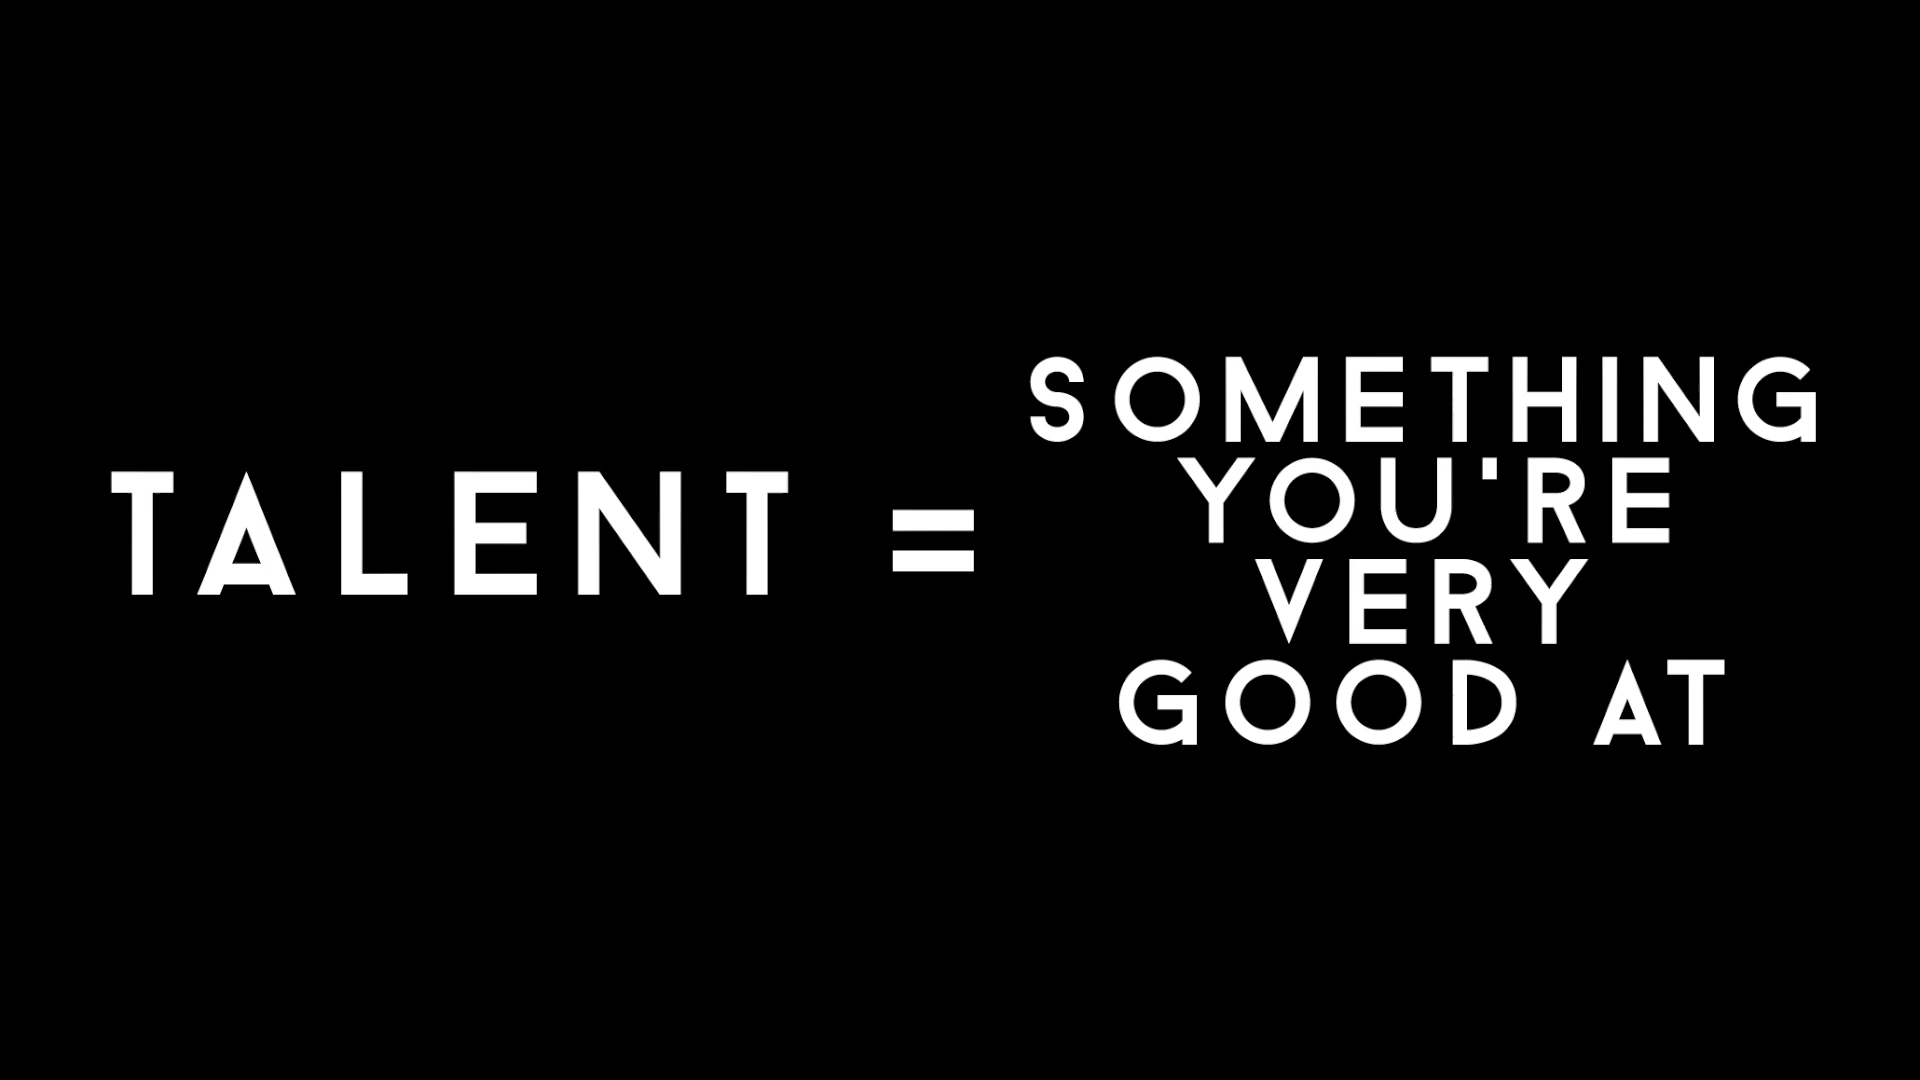 TALENT =
SOMETHING
YOU'RE
VERY
GOOD AT